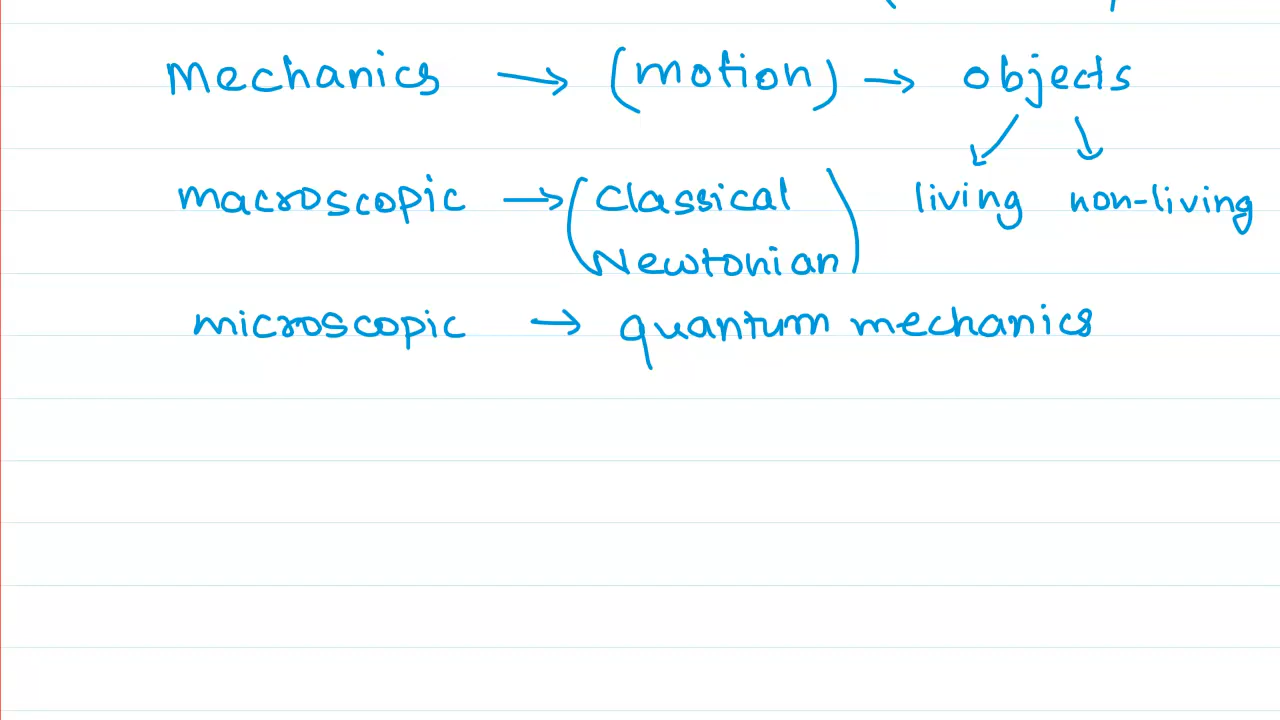 Mechanics → (motion) → objects
living non-living
macroscopic → (Classical
Newtonian)
microscopic → quantum mechanics